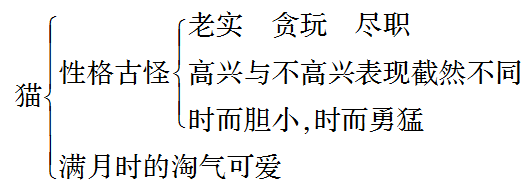 猫
性格古怪
老实 贪玩 尽职
高兴与不高兴表现截然不同
时而胆小,时而勇猛
满月时的淘气可爱